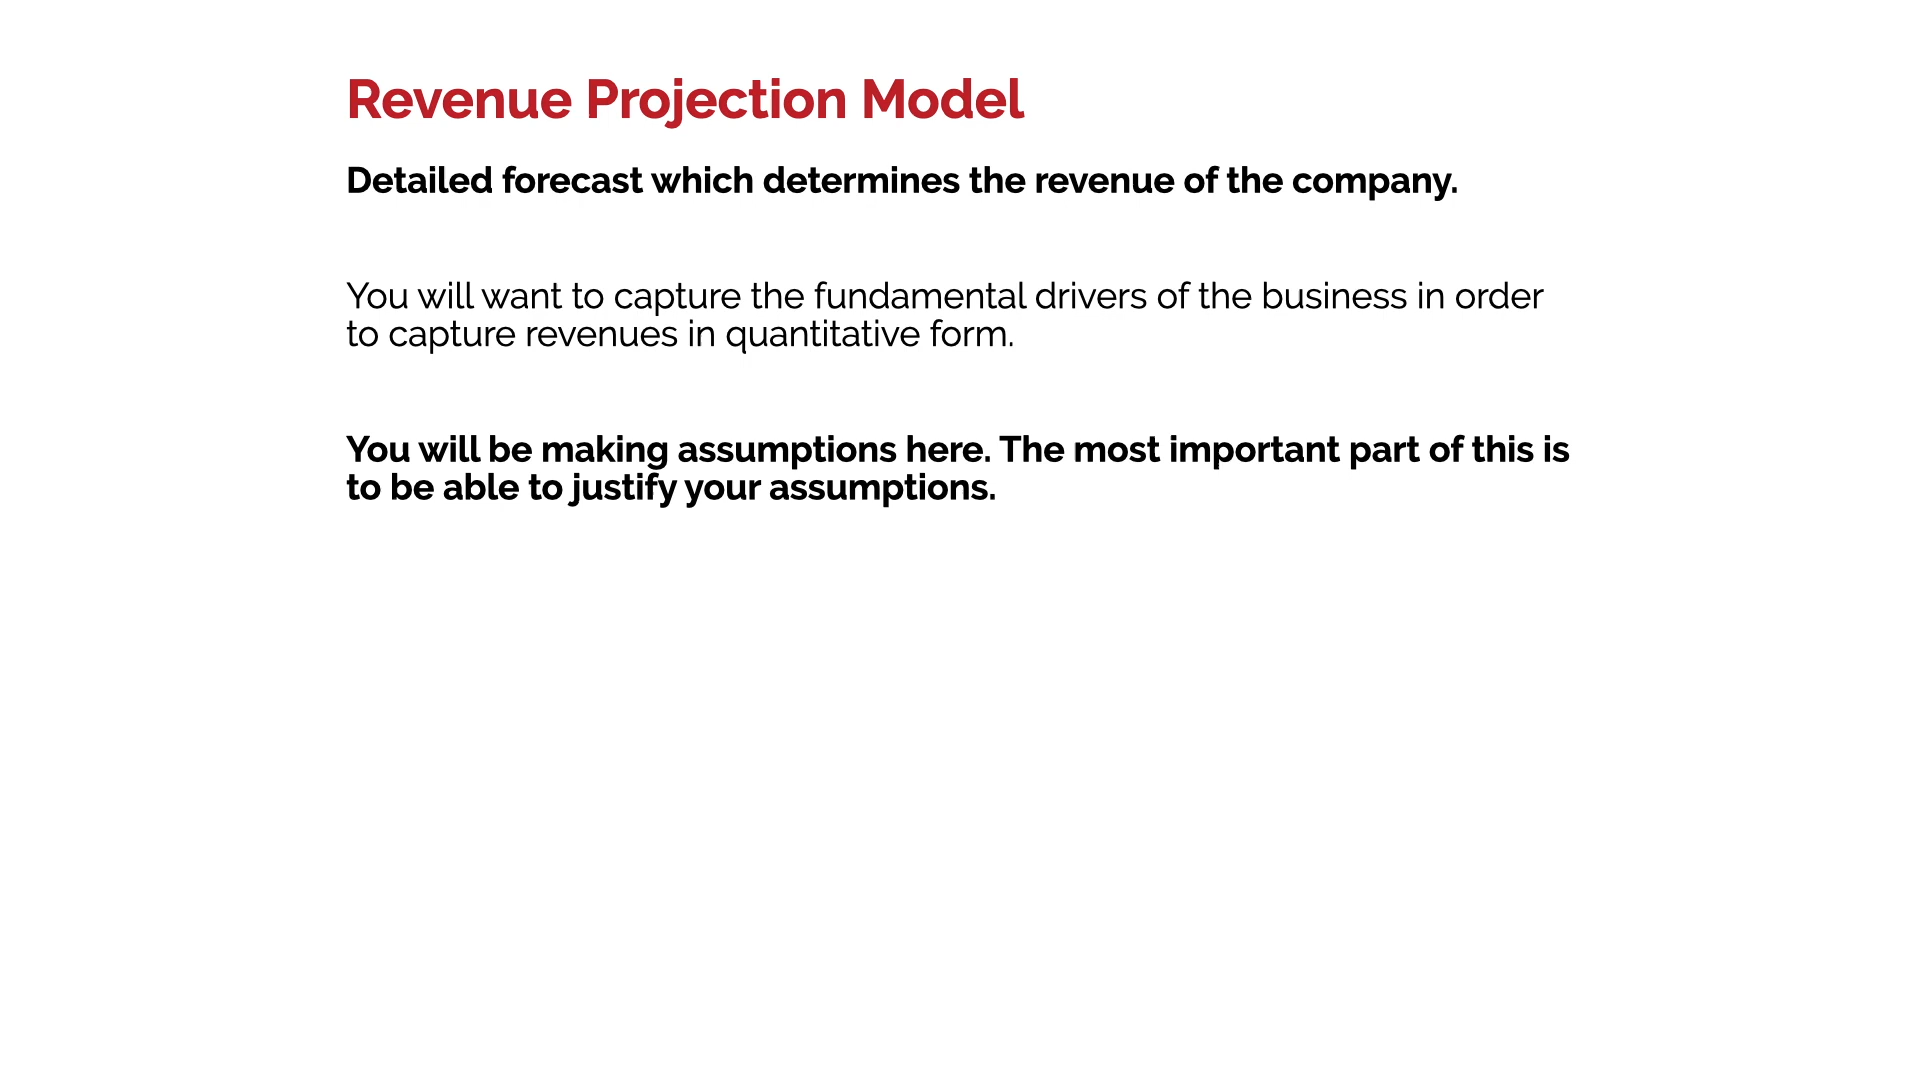 Revenue Projection Model
Detailed forecast which determines the revenue of the company.
You will want to capture the fundamental drivers of the business in order
to capture revenues in quantitative form.
You will be making assumptions here. The most important part of this is
to be able to justify your assumptions.